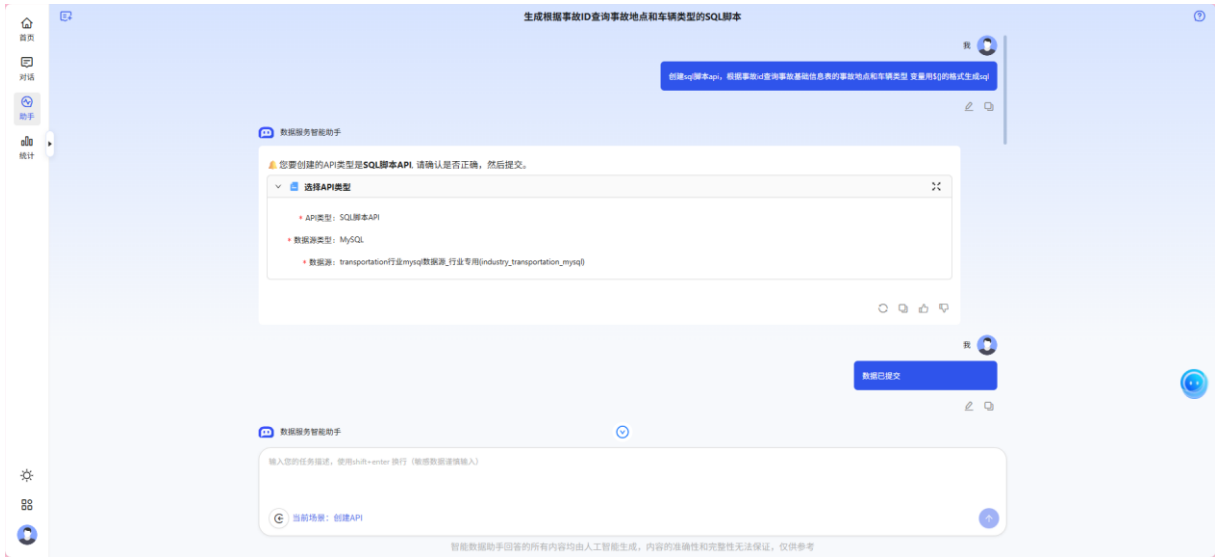 生成根据事故ID查询事故地点和车辆类型的SQL脚本
首页
对话
助手
统计
我
创建sql脚本api，根据事故id查询事故基础信息表的事故地点和车辆类型 变量用${}的格式生成sql
数据服务智能助手
您要创建的API类型是SQL脚本API, 请确认是否正确，然后提交。
选择API类型
* API类型： SQL脚本API
* 数据源类型： MySQL
* 数据源： transportation行业mysql数据源_行业专用(industry_transportation_mysql)
我
数据已提交
数据服务智能助手
输入您的任务描述，使用shift+enter 换行（敏感数据谨慎输入）
当前场景：创建API
智能数据助手回答的所有内容均由人工智能生成，内容的准确性和完整性无法保证，仅供参考